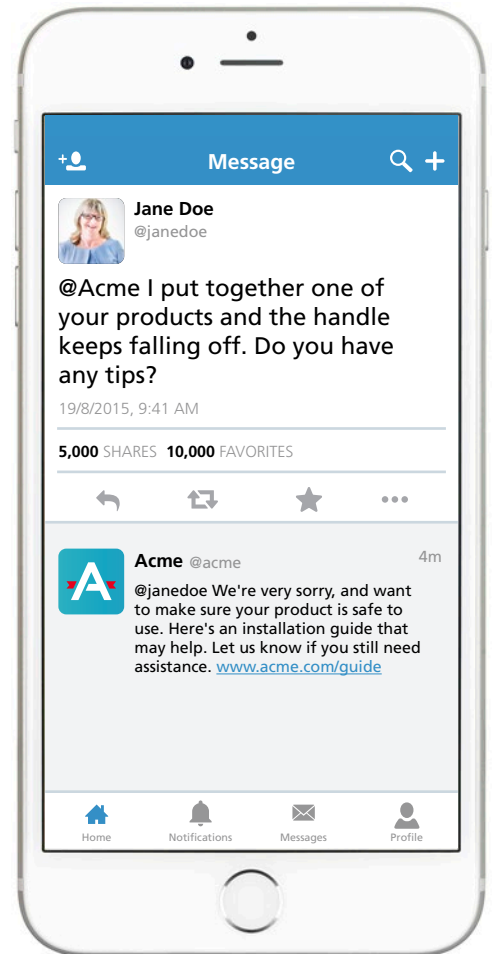 Message
Jane Doe
@janedoe
@Acme I put together one of
your products and the handle
keeps falling off. Do you have
any tips?
19/8/2015, 9:41 AM
5,000 SHARES 10,000 FAVORITES
Acme @acme 4m
@janedoe We're very sorry, and want
to make sure your product is safe to
use. Here's an installation guide that
may help. Let us know if you still need
assistance. www.acme.com/guide
Home Notifications Messages Profile